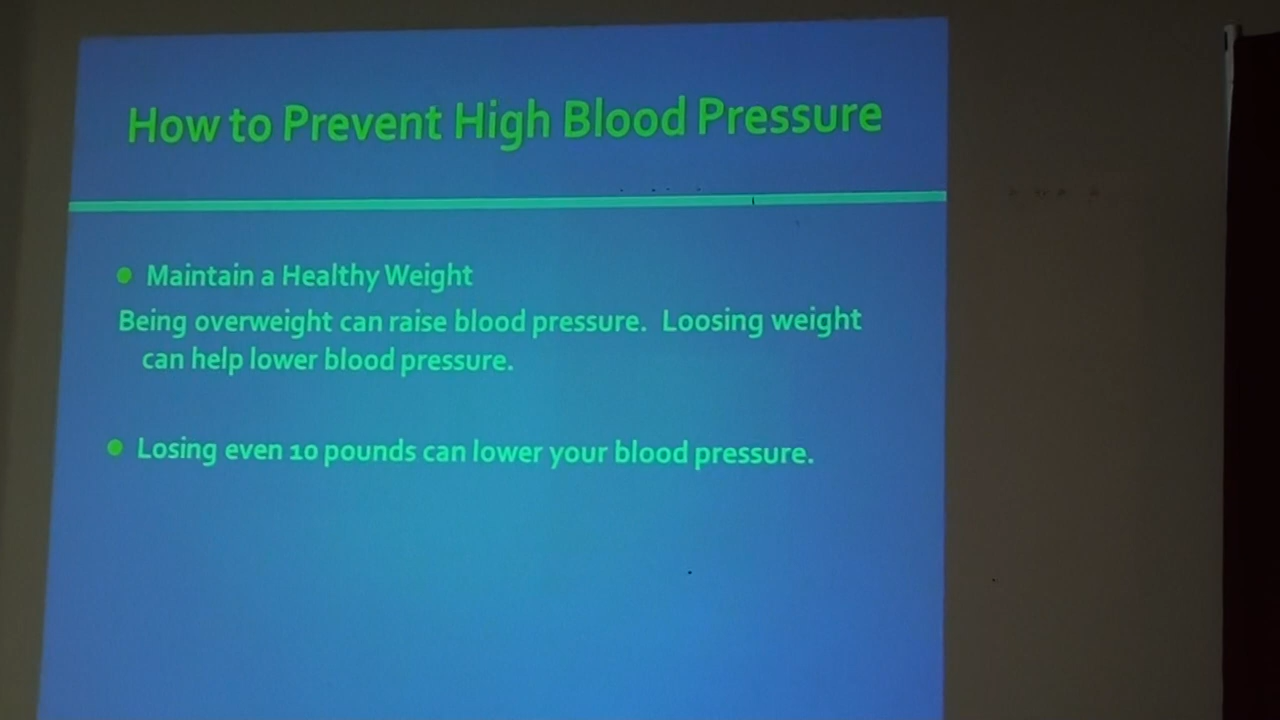 How to Prevent High Blood Pressure
Maintain a Healthy Weight
Being overweight can raise blood pressure. Loosing weight
can help lower blood pressure.
Losing even 10 pounds can lower your blood pressure.